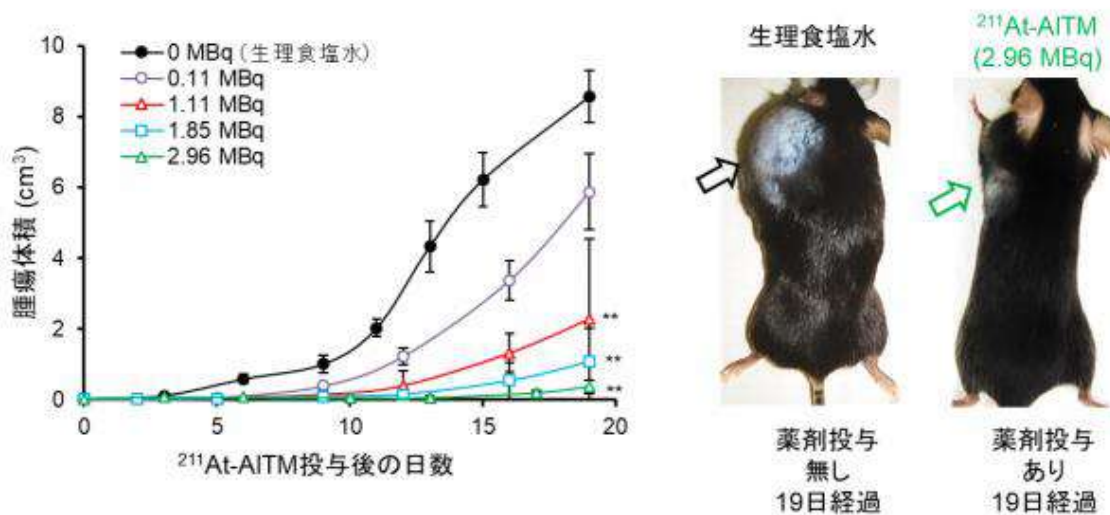 10
8
6
4
2
0
腫瘍体積 (cm³)
0 MBq (生理食塩水)
0.11 MBq
1.11 MBq
1.85 MBq
2.96 MBq
**
**
**
0 5 10 15 20
²¹¹At-AITM投与後の日数
生理食塩水
²¹¹At-AITM
(2.96 MBq)
薬剤投与
無し
19日経過
薬剤投与
あり
19日経過